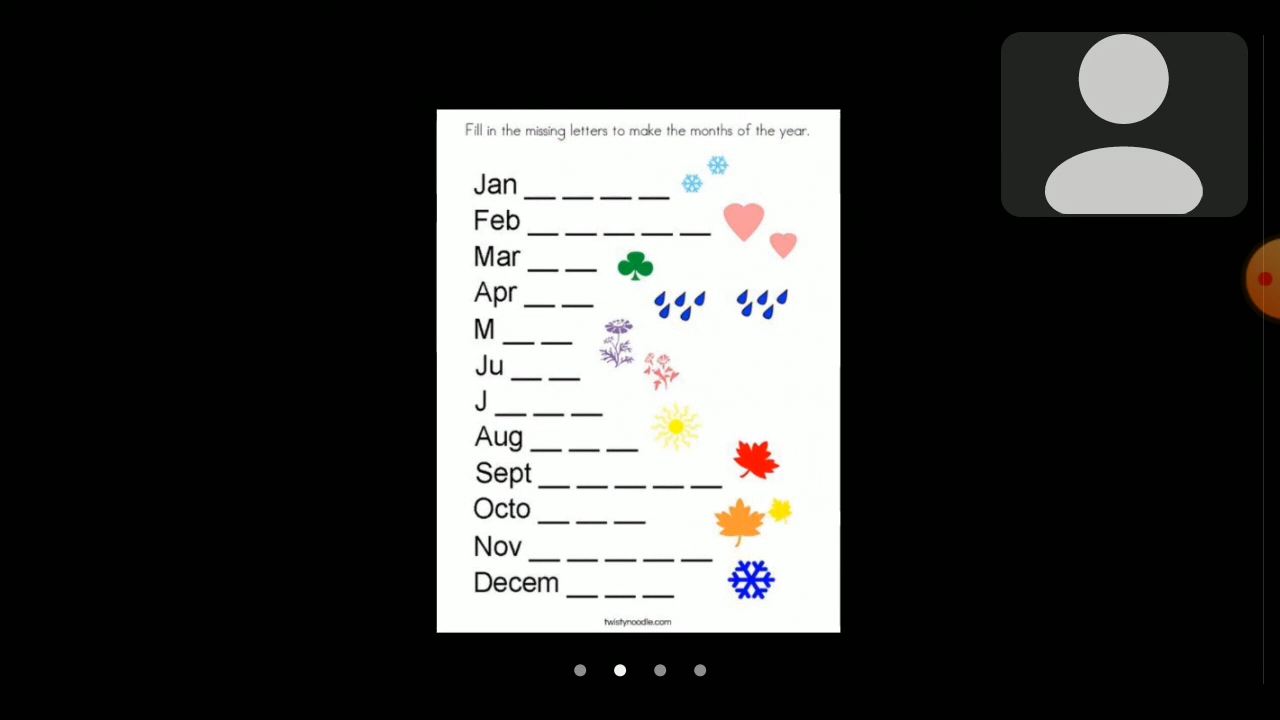 Fill in the missing letters to make the months of the year.
Jan __ __ __ __
Feb __ __ __ __ __
Mar __ __
Apr __ __
M __ __
Ju __ __
J __ __ __
Aug __ __ __
Sept __ __ __ __ __
Octo __ __ __
Nov __ __ __ __ __
Decem __ __ __
twistynoodle.com